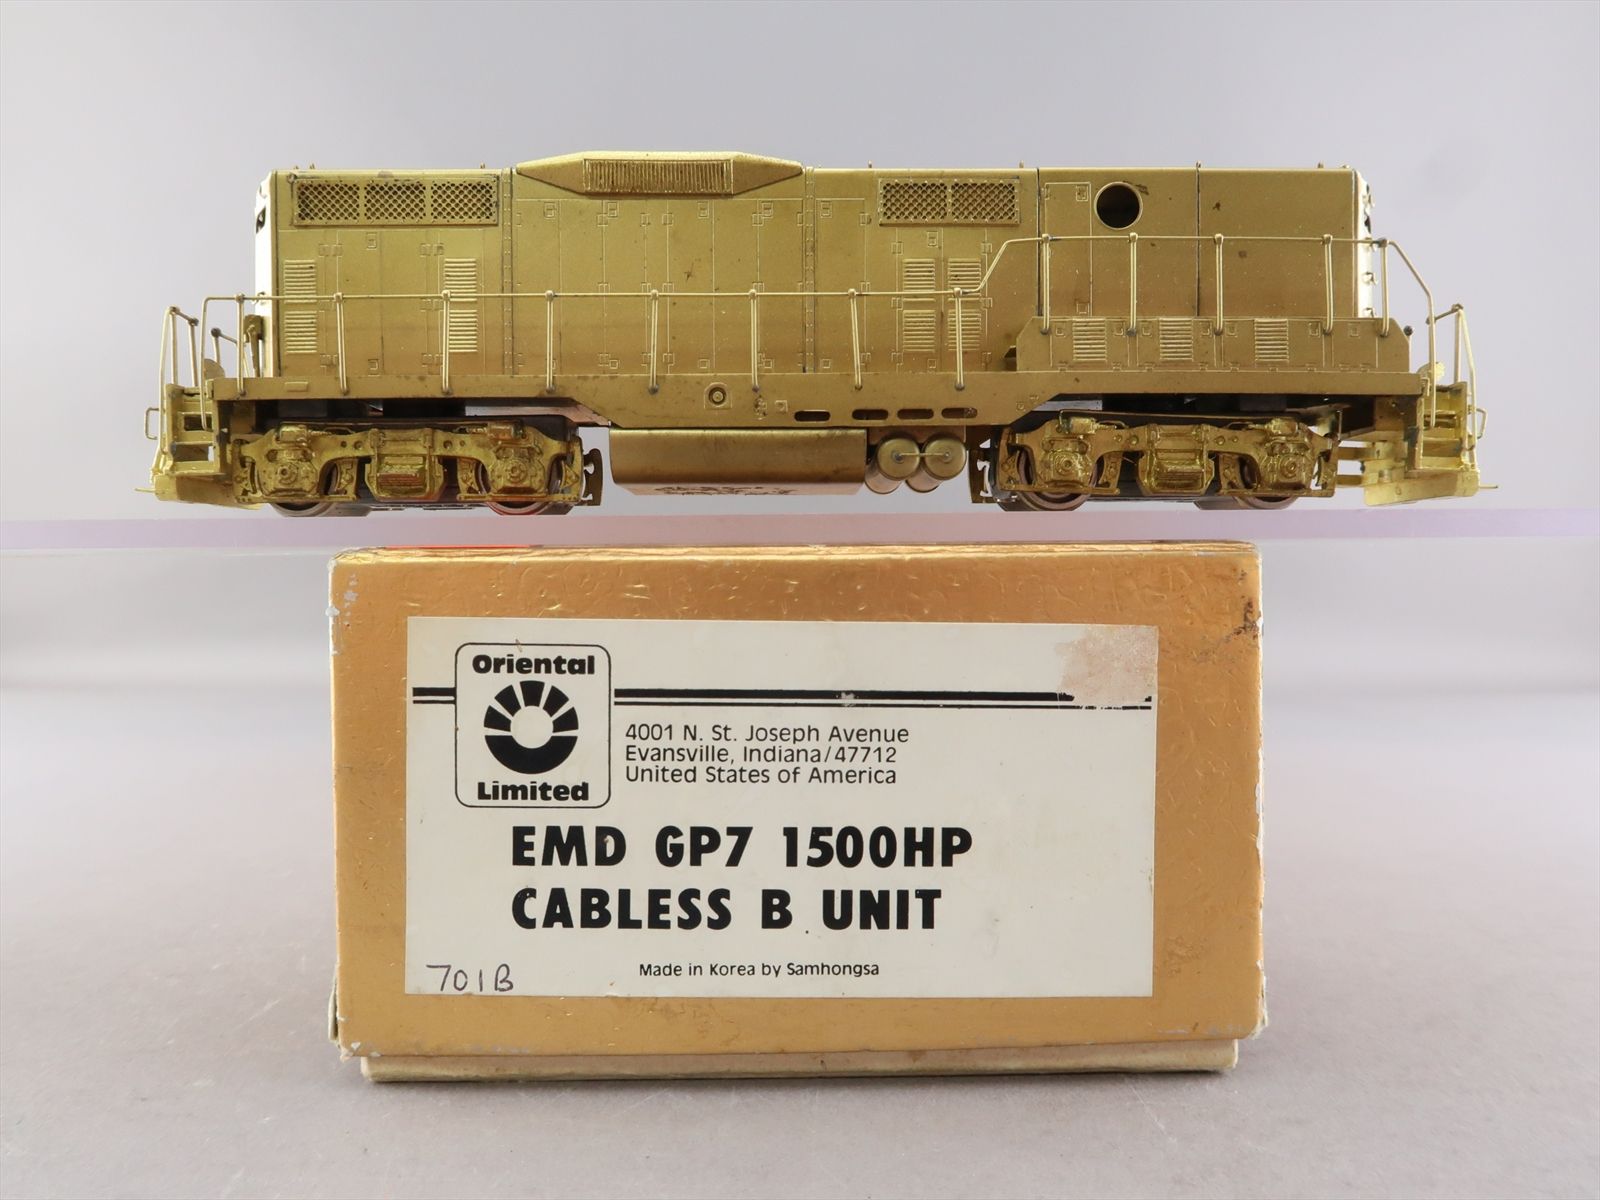 Oriental
Limited
4001 N. St. Joseph Avenue
Evansville, Indiana/47712
United States of America
EMD GP7 1500HP
CABLESS B UNIT
701B
Made in Korea by Samhongsa